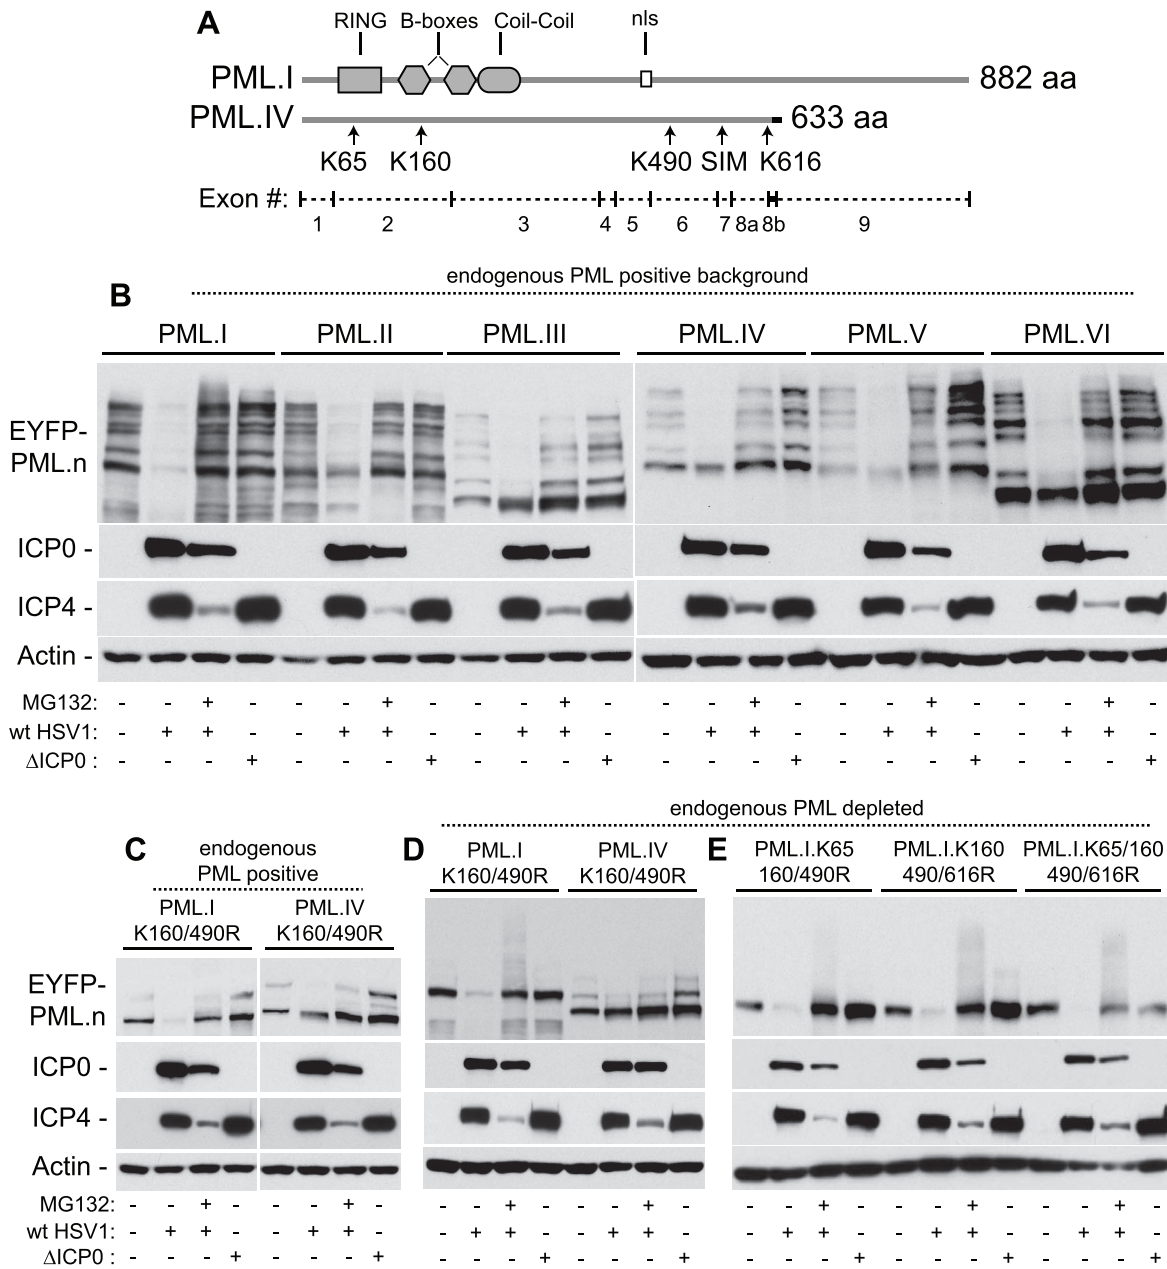 A
RING B-boxes Coil-Coil nls
PML.I 882 aa
PML.IV 633 aa
K65 K160 K490 SIM K616
Exon #:
1 2 3 4 5 6 7 8a 8b 9
endogenous PML positive background
B
PML.I PML.II PML.III PML.IV PML.V PML.VI
EYFP-
PML.n
ICP0 -
ICP4 -
Actin -
MG132: - - + - - - + - - - + - - - + - - - + - - - + -
wt HSV1: - + + - - + + - - + + - - + + - - + + - - + + -
ΔICP0 : - - - + - - - + - - - + - - - + - - - + - - - +
endogenous PML depleted
C
endogenous
PML positive
PML.I
K160/490R
PML.IV
K160/490R
D
PML.I
K160/490R
PML.IV
K160/490R
E
PML.I.K65
160/490R
PML.I.K160
490/616R
PML.I.K65/160
490/616R
EYFP-
PML.n
ICP0 -
ICP4 -
Actin -
MG132: - - + - - - + - - - + - - - + - - - + - - - + - - - + -
wt HSV1: - + + - - + + - - + + - - + + - - + + - - + + - - + + -
ΔICP0 : - - - + - - - + - - - + - - - + - - - + - - - + - - - +